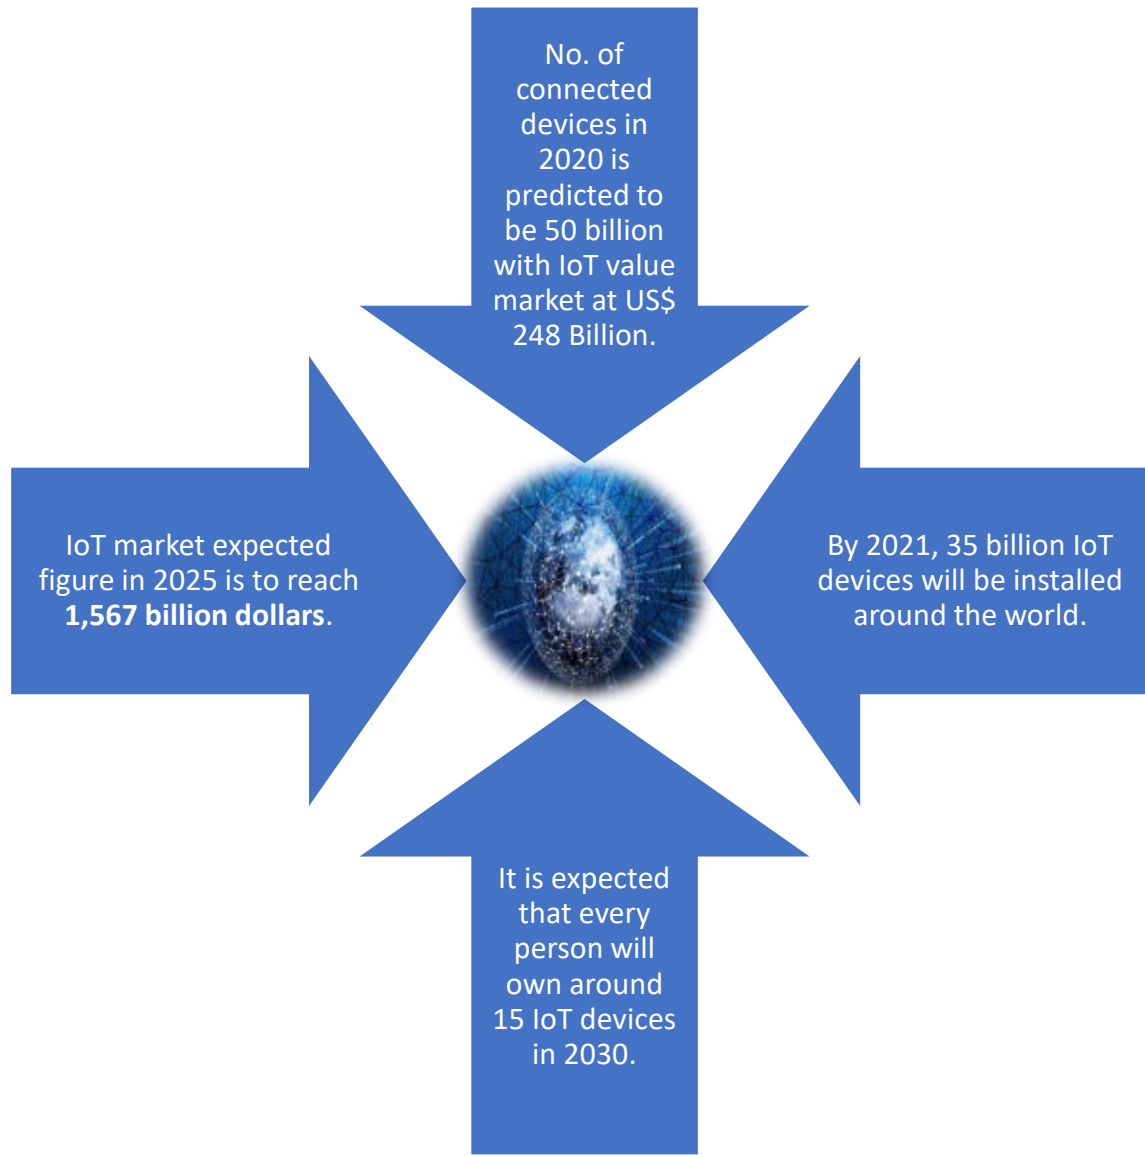 No. of
connected
devices in
2020 is
predicted to
be 50 billion
with IoT value
market at US$
248 Billion.
IoT market expected
figure in 2025 is to reach
1,567 billion dollars.
By 2021, 35 billion IoT
devices will be installed
around the world.
It is expected
that every
person will
own around
15 IoT devices
in 2030.